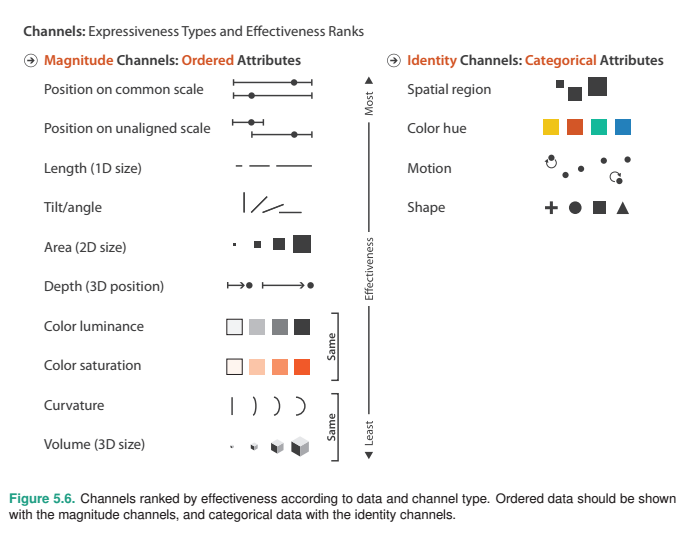 Channels: Expressiveness Types and Effectiveness Ranks
Magnitude Channels: Ordered Attributes
Position on common scale
Position on unaligned scale
Length (1D size)
Tilt/angle
Area (2D size)
Depth (3D position)
Color luminance
Color saturation
Curvature
Volume (3D size)
Same
Same
Most
Effectiveness
Least
Identity Channels: Categorical Attributes
Spatial region
Color hue
Motion
Shape
Figure 5.6. Channels ranked by effectiveness according to data and channel type. Ordered data should be shown
with the magnitude channels, and categorical data with the identity channels.